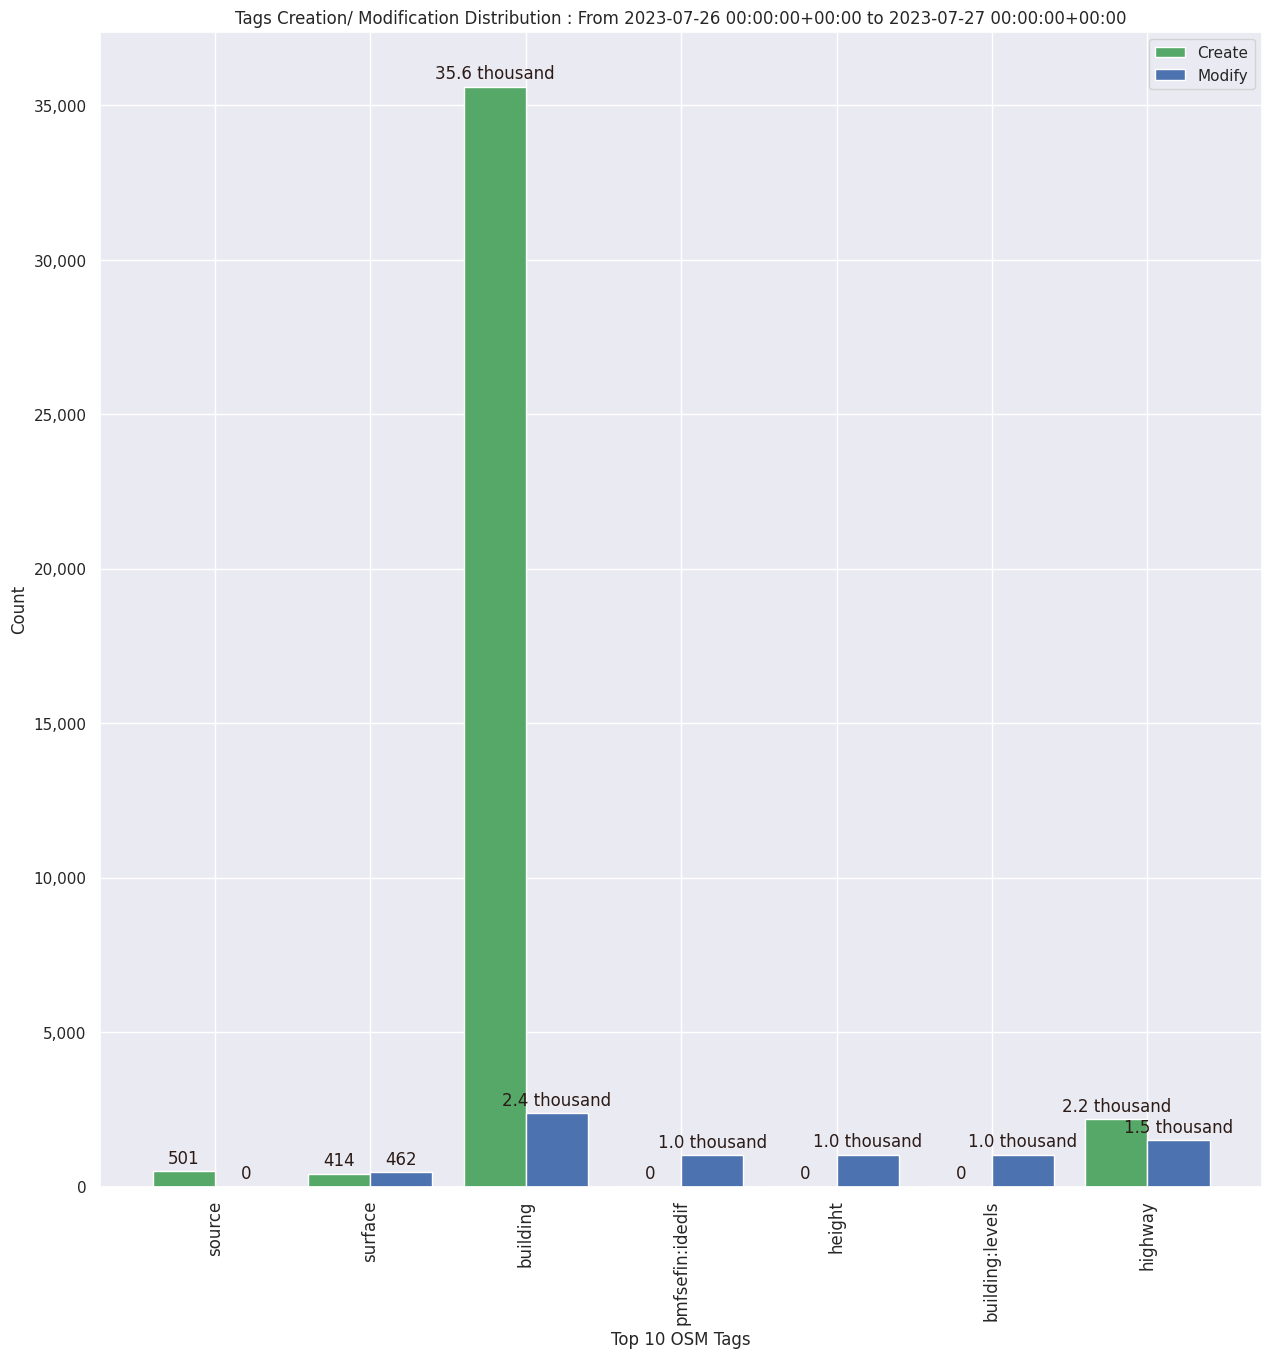 Tags Creation/ Modification Distribution : From 2023-07-26 00:00:00+00:00 to 2023-07-27 00:00:00+00:00
Create
Modify
35.6 thousand
35,000
30,000
25,000
20,000
15,000
10,000
5,000
0
Count
501
0
414
462
2.4 thousand
0
1.0 thousand
0
1.0 thousand
0
1.0 thousand
2.2 thousand
1.5 thousand
source
surface
building
pmfsefin:idedif
height
building:levels
highway
Top 10 OSM Tags